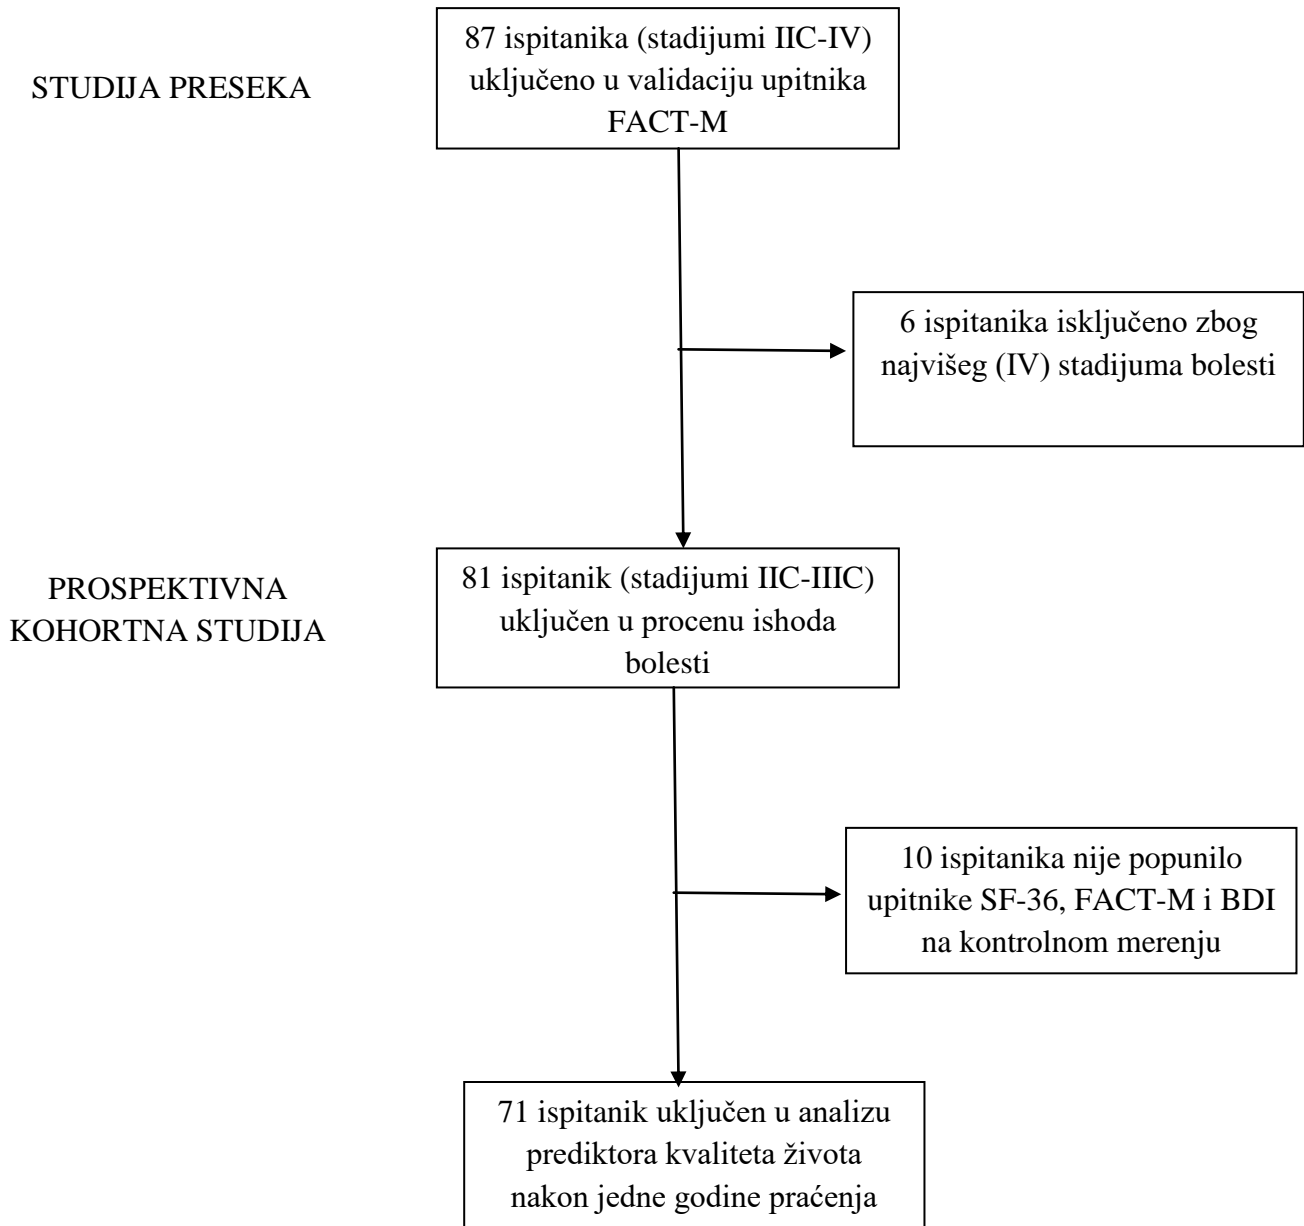 87 ispitanika (stadijumi IIC-IV)
uključeno u validaciju upitnika
FACT-M
STUDIJA PRESEKA
6 ispitanika isključeno zbog
najvišeg (IV) stadijuma bolesti
81 ispitanik (stadijumi IIC-IIIC)
uključen u procenu ishoda
bolesti
PROSPEKTIVNA
KOHORTNA STUDIJA
10 ispitanika nije popunilo
upitnike SF-36, FACT-M i BDI
na kontrolnom merenju
71 ispitanik uključen u analizu
prediktora kvaliteta života
nakon jedne godine praćenja